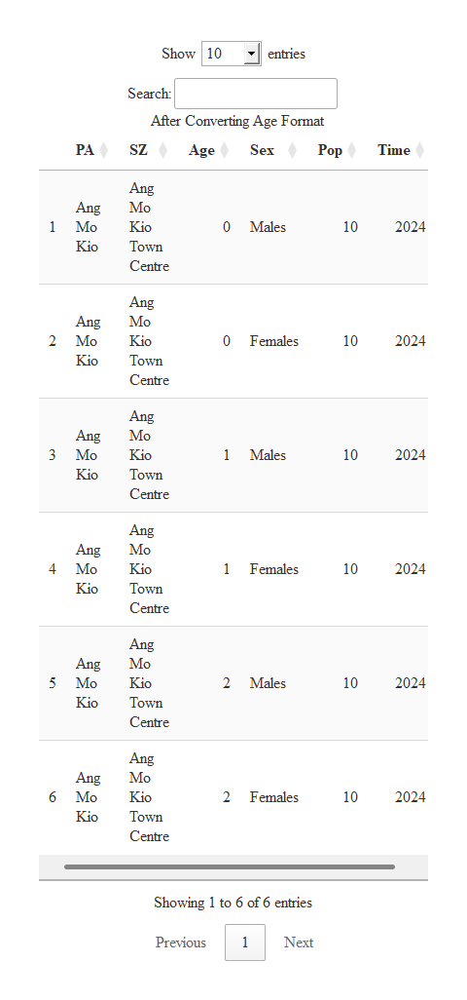 Show 10 entries
Search:
After Converting Age Format
PA SZ Age Sex Pop Time
1 Ang Mo Kio Ang Mo Kio Town Centre 0 Males 10 2024
2 Ang Mo Kio Ang Mo Kio Town Centre 0 Females 10 2024
3 Ang Mo Kio Ang Mo Kio Town Centre 1 Males 10 2024
4 Ang Mo Kio Ang Mo Kio Town Centre 1 Females 10 2024
5 Ang Mo Kio Ang Mo Kio Town Centre 2 Males 10 2024
6 Ang Mo Kio Ang Mo Kio Town Centre 2 Females 10 2024
Showing 1 to 6 of 6 entries
Previous 1 Next